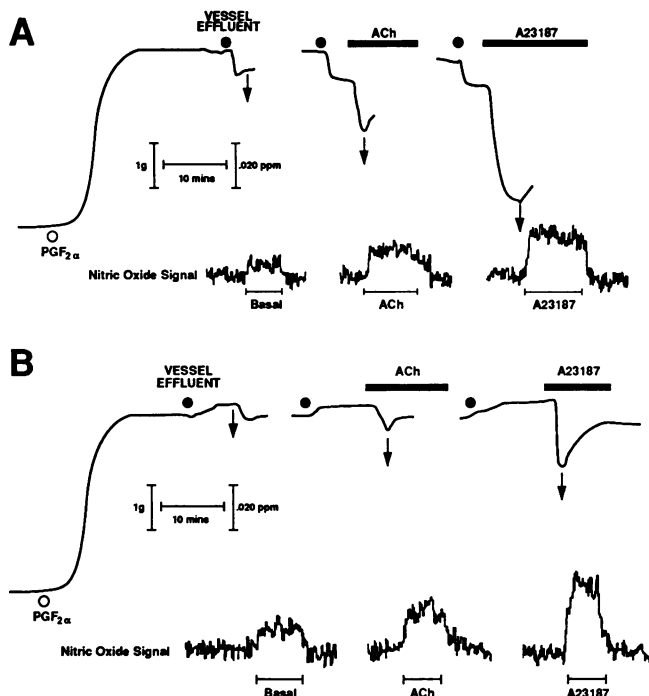 A
VESSEL
EFFLUENT
ACh
A23187
1g
10 mins
.020 ppm
PGF2α
Nitric Oxide Signal
Basal
ACh
A23187
B
VESSEL
EFFLUENT
ACh
A23187
1g
10 mins
.020 ppm
PGF2α
Nitric Oxide Signal
Basal
ACh
A23187